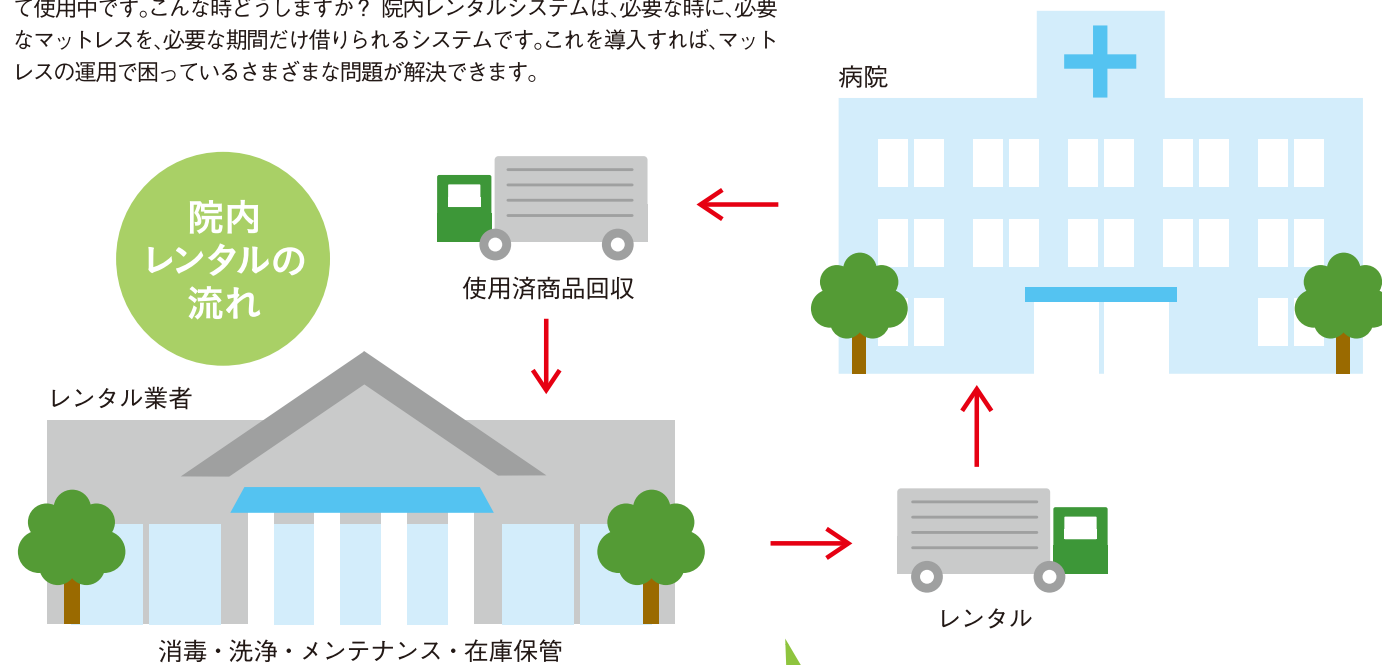 て使用中です。こんな時どうしますか？ 院内レンタルシステムは、必要な時に、必要
なマットレスを、必要な期間だけ借りられるシステムです。これを導入すれば、マット
レスの運用で困っているさまざまな問題が解決できます。
病院
院内
レンタルの
流れ
使用済商品回収
レンタル業者
レンタル
消毒・洗浄・メンテナンス・在庫保管